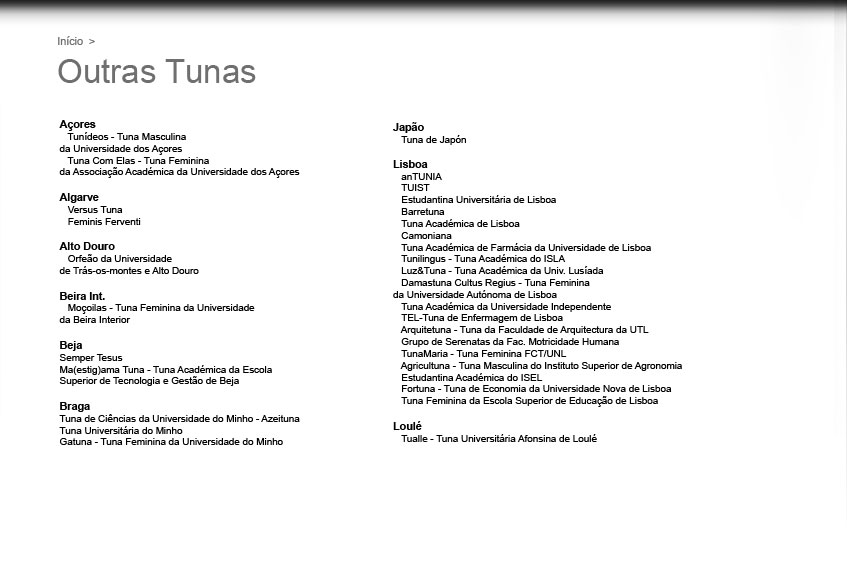 Início >
Outras Tunas
Açores
Tunídeos - Tuna Masculina
da Universidade dos Açores
Tuna Com Elas - Tuna Feminina
da Associação Académica da Universidade dos Açores
Algarve
Versus Tuna
Feminis Ferventi
Alto Douro
Orfeão da Universidade
de Trás-os-montes e Alto Douro
Beira Int.
Moçoilas - Tuna Feminina da Universidade
da Beira Interior
Beja
Semper Tesus
Ma(estig)ama Tuna - Tuna Académica da Escola
Superior de Tecnologia e Gestão de Beja
Braga
Tuna de Ciências da Universidade do Minho - Azeituna
Tuna Universitária do Minho
Gatuna - Tuna Feminina da Universidade do Minho
Japão
Tuna de Japón
Lisboa
anTUNIA
TUIST
Estudantina Universitária de Lisboa
Barretuna
Tuna Académica de Lisboa
Camoniana
Tuna Académica de Farmácia da Universidade de Lisboa
Tunilingus - Tuna Académica do ISLA
Luz&Tuna - Tuna Académica da Univ. Lusíada
Damastuna Cultus Regius - Tuna Feminina
da Universidade Autónoma de Lisboa
Tuna Académica da Universidade Independente
TEL-Tuna de Enfermagem de Lisboa
Arquitetuna - Tuna da Faculdade de Arquitectura da UTL
Grupo de Serenatas da Fac. Motricidade Humana
TunaMaria - Tuna Feminina FCT/UNL
Agricultuna - Tuna Masculina do Instituto Superior de Agronomia
Estudantina Académica do ISEL
Fortuna - Tuna de Economia da Universidade Nova de Lisboa
Tuna Feminina da Escola Superior de Educação de Lisboa
Loulé
Tualle - Tuna Universitária Afonsina de Loulé